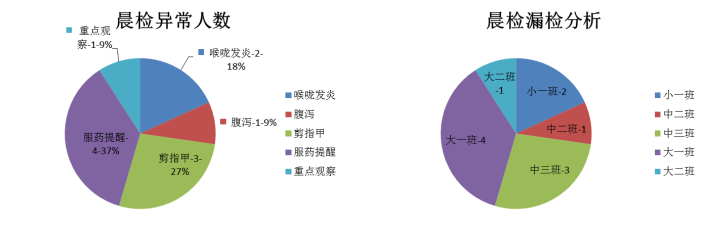 晨检异常人数
重点观
察-1-9%
喉咙发炎-2-
18%
腹泻-1-9%
剪指甲-3-
27%
服药提醒-
4-37%
喉咙发炎
腹泻
剪指甲
服药提醒
重点观察
晨检漏检分析
大二班
-1
小一班-2
中二班-1
中三班-3
大一班-4
小一班
中二班
中三班
大一班
大二班